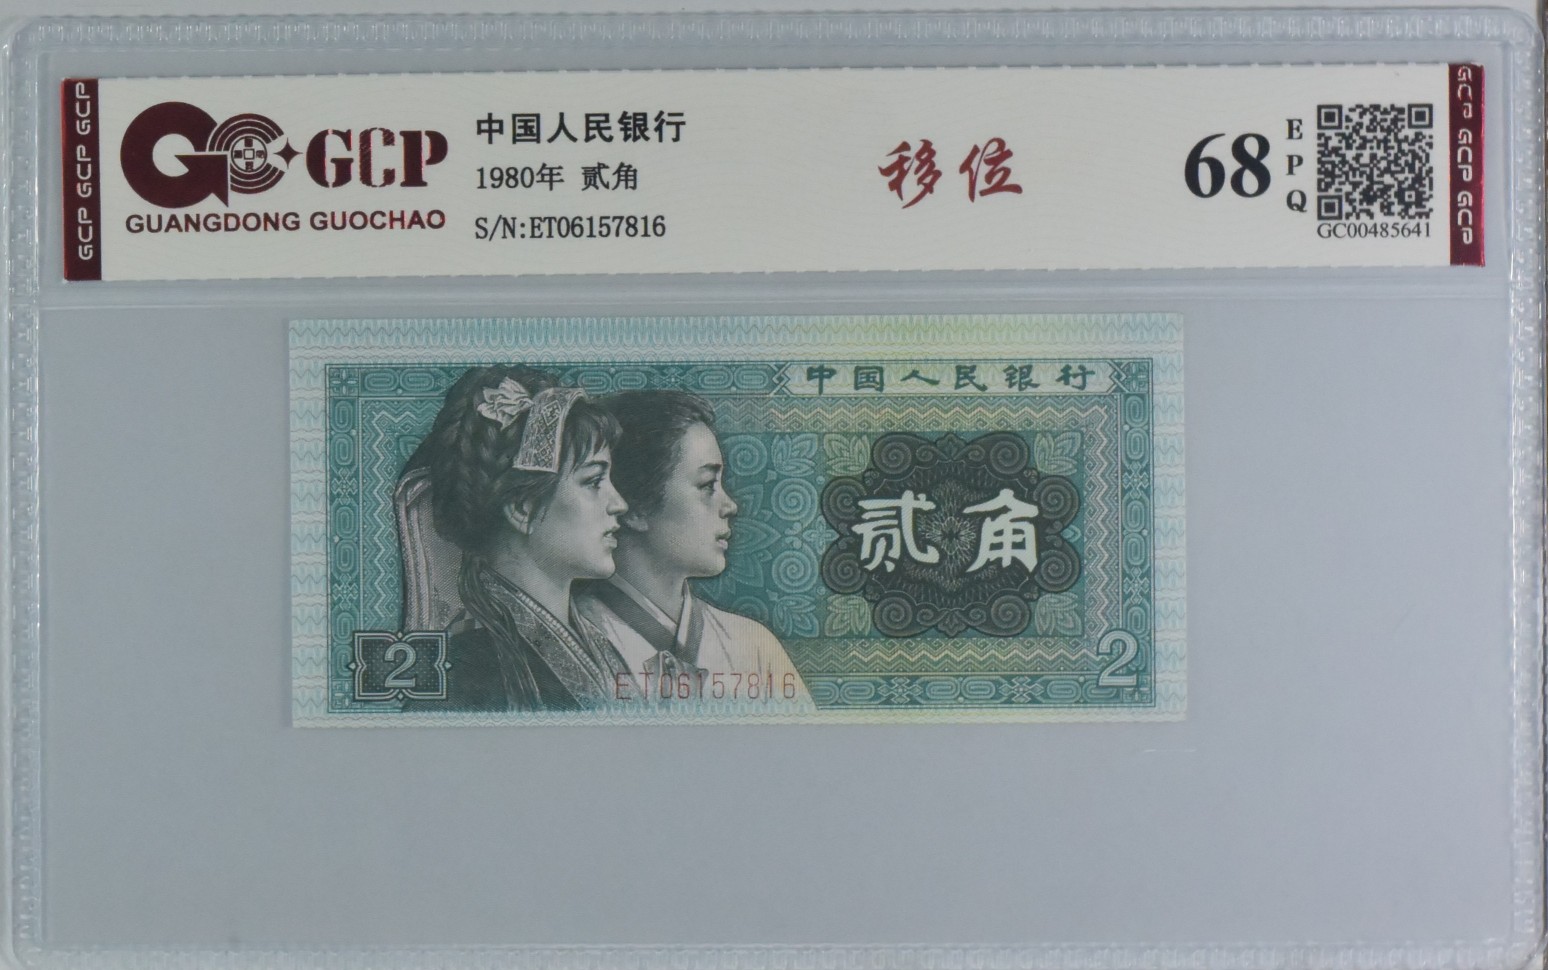 GCP GCP GCP
GCP
GUANGDONG GUOCHAO
中国人民银行
1980年 贰角
S/N:ET06157816
移位
68
EPQ
GC00485641
GCP GCP GCP
中国人民银行
贰角
2
2
ET06157816